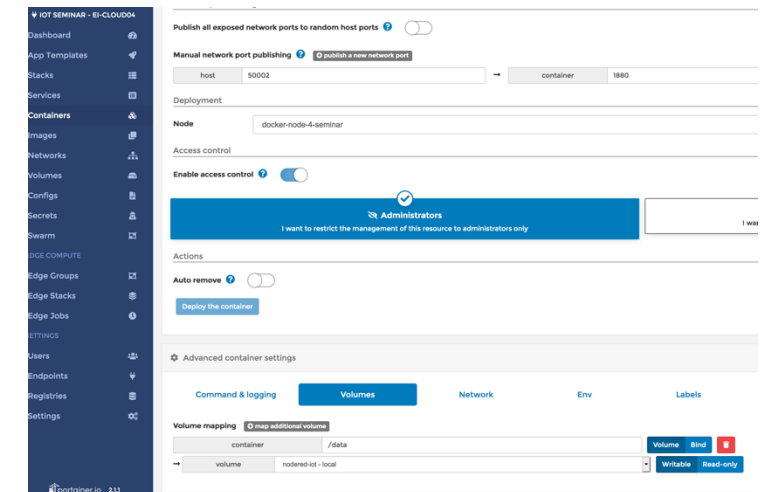 IOT SEMINAR - EI-CLOUD04
Dashboard
App Templates
Stacks
Services
Containers
Images
Networks
Volumes
Configs
Secrets
Swarm
EDGE COMPUTE
Edge Groups
Edge Stacks
Edge Jobs
SETTINGS
Users
Endpoints
Registries
Settings
portainer.io 2.1.1
Publish all exposed network ports to random host ports
Manual network port publishing publish a new network port
host 50002 → container 1880
Deployment
Node docker-node-4-seminar
Access control
Enable access control
Administrators
I want to restrict the management of this resource to administrators only
I war
Actions
Auto remove
Deploy the container
Advanced container settings
Command & logging Volumes Network Env Labels
Volume mapping map additional volume
container /data Volume Bind
→ volume nodered-iot - local Writable Read-only